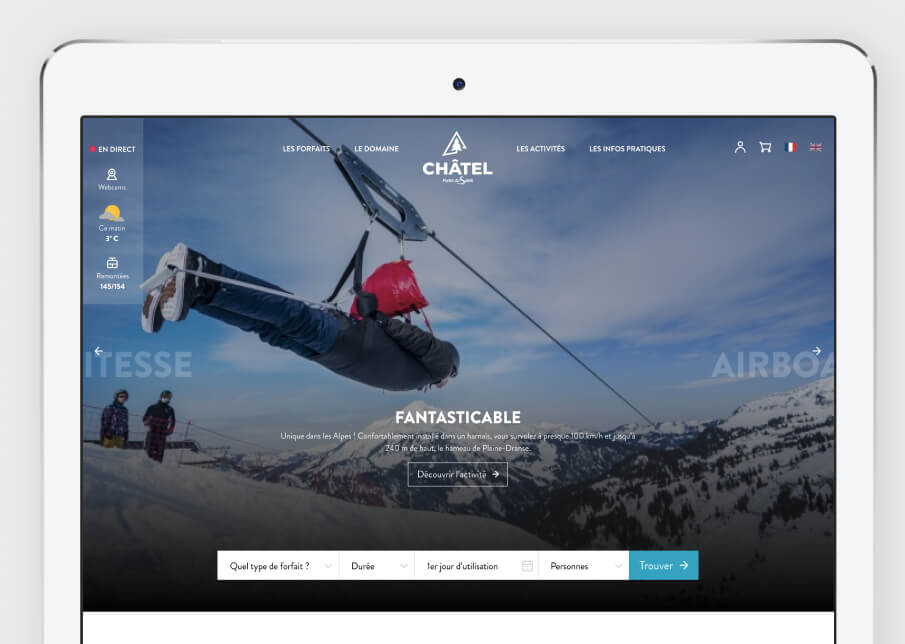 EN DIRECT
Webcams
Ce matin
3° C
Remontées
145/154
LES FORFAITS
LE DOMAINE
CHÂTEL
LES ACTIVITÉS
LES INFOS PRATIQUES
ITESSE
AIRBOA
FANTASTICABLE
Unique dans les Alpes ! Confortablement installé dans un harnais, vous survolez à presque 100 km/h et jusqu'à
240 m de haut, le hameau de Plaine-Dranse.
Découvrir l'activité
Quel type de forfait ?
Durée
1er jour d'utilisation
Personnes
Trouver